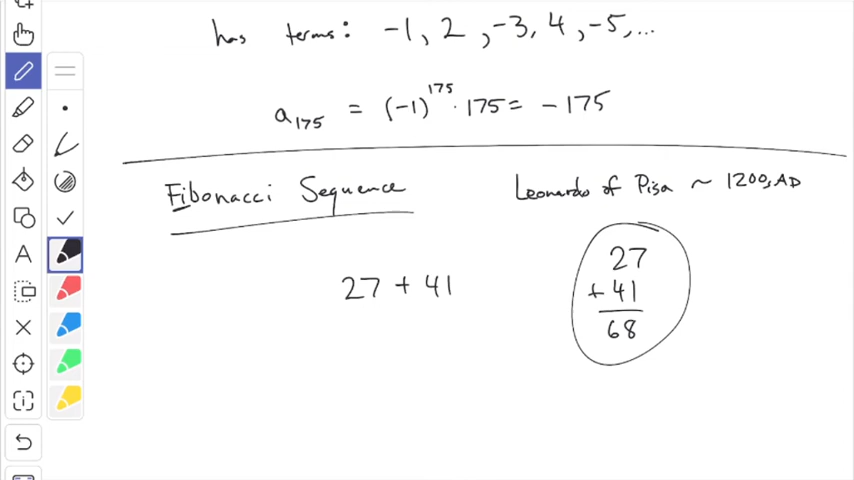 has terms: -1, 2, -3, 4, -5, ...
a₁₇₅ = (-1)¹⁷⁵ · 175 = -175
Fibonacci Sequence
Leonardo of Pisa ~ 1200, AD
27 + 41
27
+ 41
68